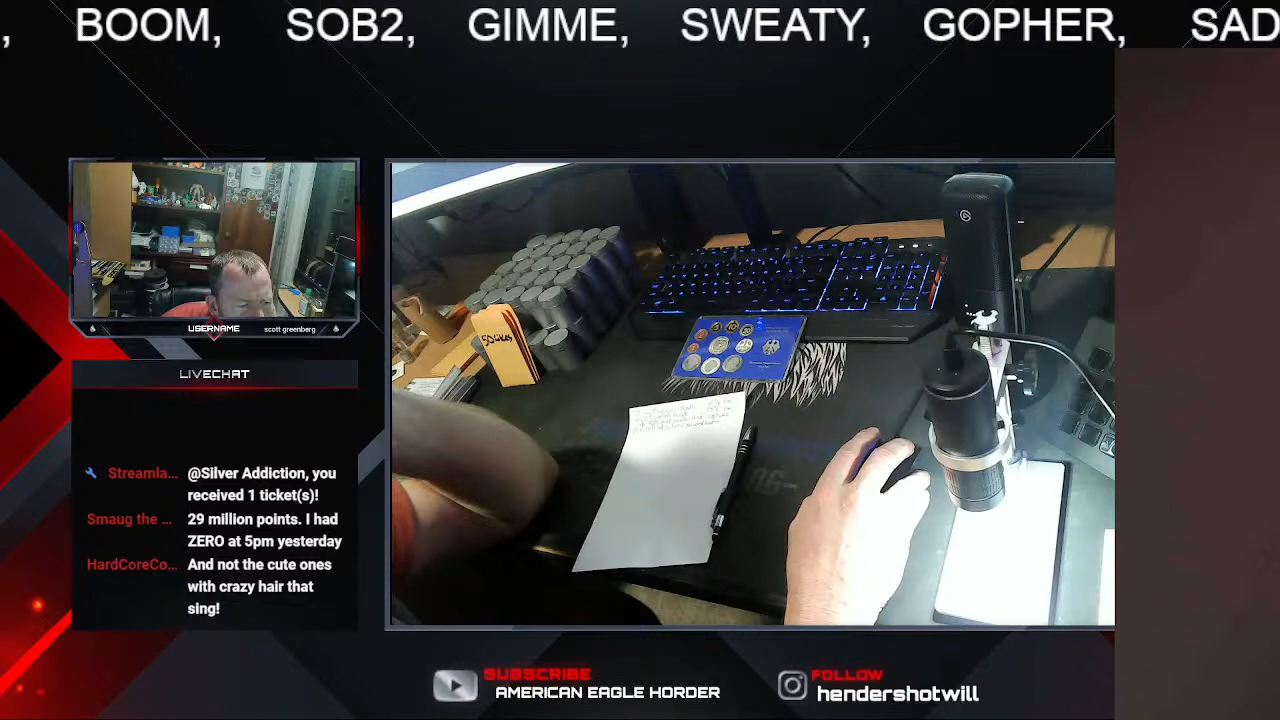 , BOOM, SOB2, GIMME, SWEATY, GOPHER, SAD
USERNAME
scott greenberg
LIVECHAT
Streamla... @Silver Addiction, you
received 1 ticket(s)!
Smaug the ... 29 million points. I had
ZERO at 5pm yesterday
HardCoreCo... And not the cute ones
with crazy hair that
sing!
SUBSCRIBE
AMERICAN EAGLE HORDER
FOLLOW
hendershotwill